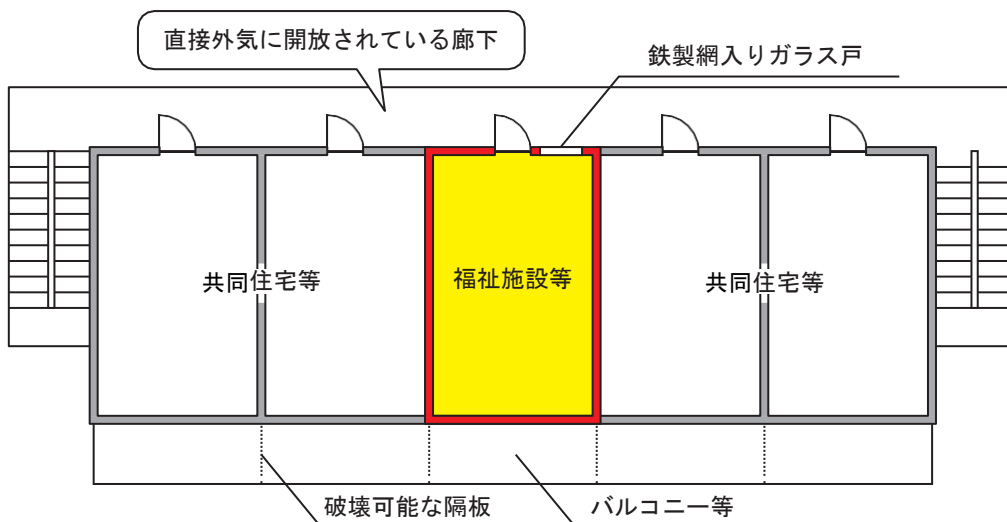 直接外気に開放されている廊下
鉄製網入りガラス戸
共同住宅等
福祉施設等
共同住宅等
破壊可能な隔板
バルコニー等